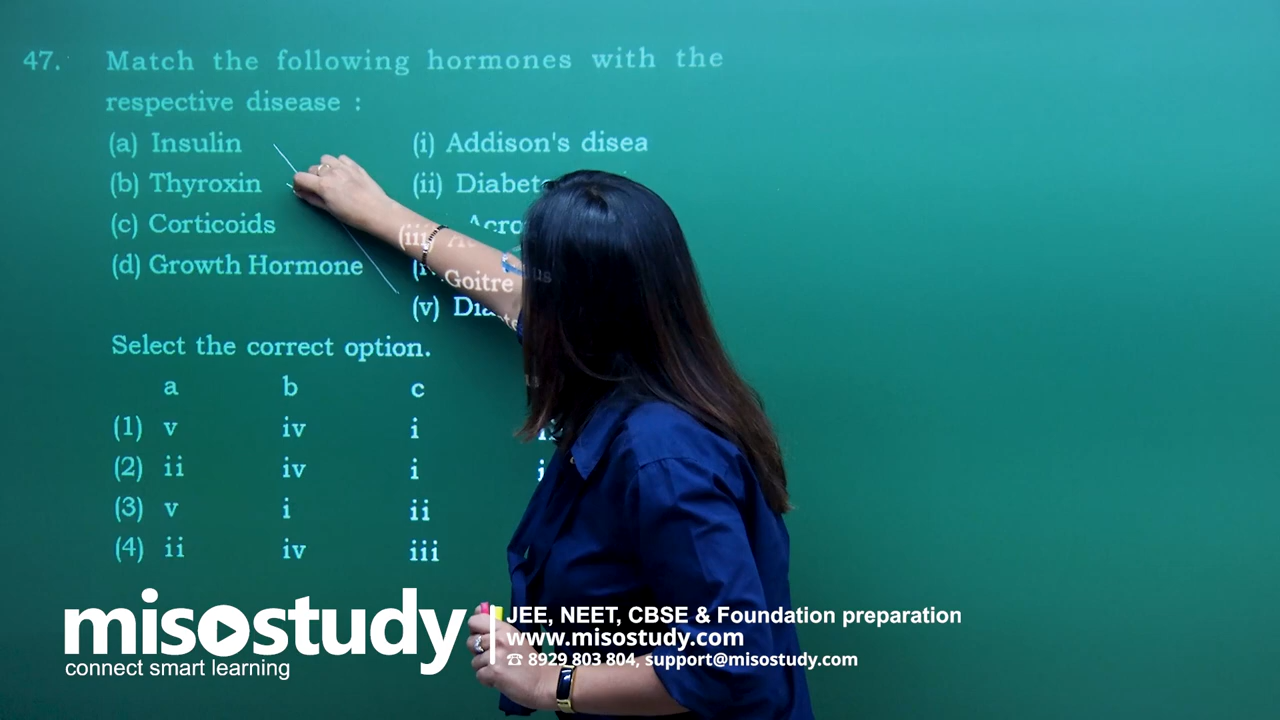 47. Match the following hormones with the
respective disease :
(a) Insulin (i) Addison's disea
(b) Thyroxin (ii)
(c) Corticoids (iii)
(d) Growth Hormone Goitre
(v)
Select the correct option.
a b c
(1) v iv i
(2) ii iv i
(3) v i ii
(4) ii iv iii
misostudy
connect smart learning
JEE, NEET, CBSE & Foundation preparation
www.misostudy.com
☎ 8929 803 804, support@misostudy.com